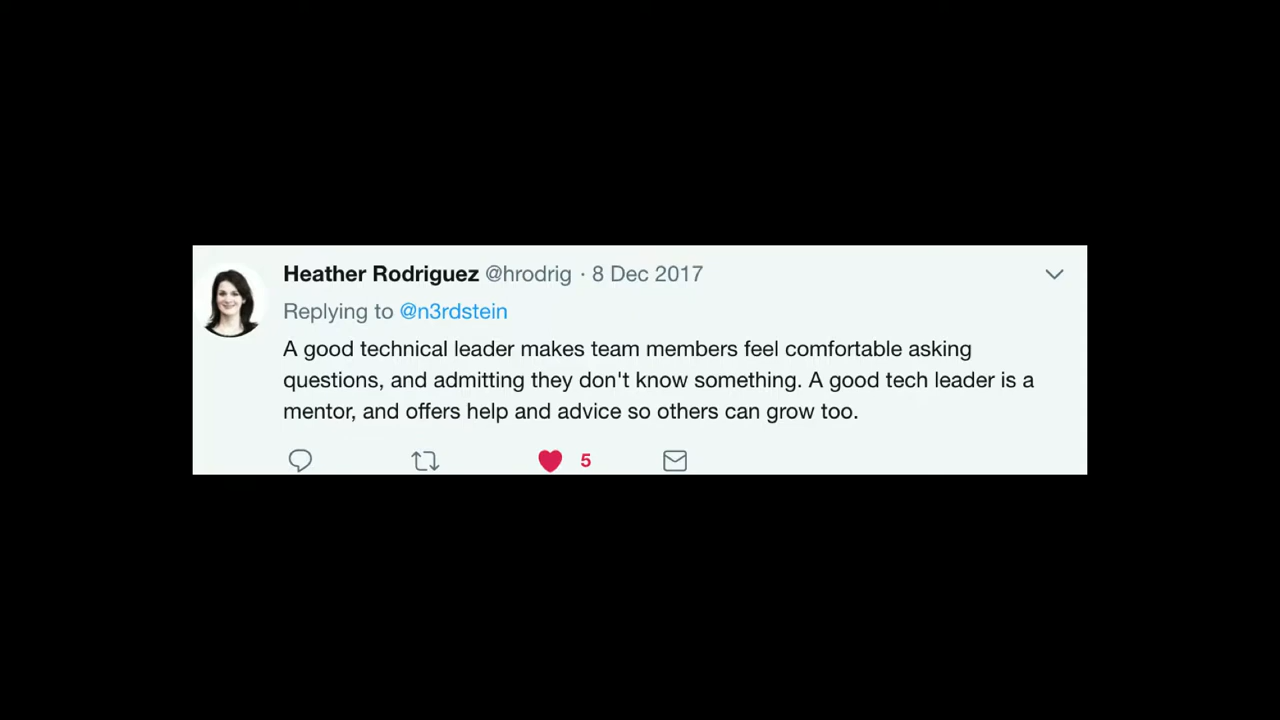 Heather Rodriguez @hrodrig · 8 Dec 2017
Replying to @n3rdstein
A good technical leader makes team members feel comfortable asking
questions, and admitting they don't know something. A good tech leader is a
mentor, and offers help and advice so others can grow too.
5